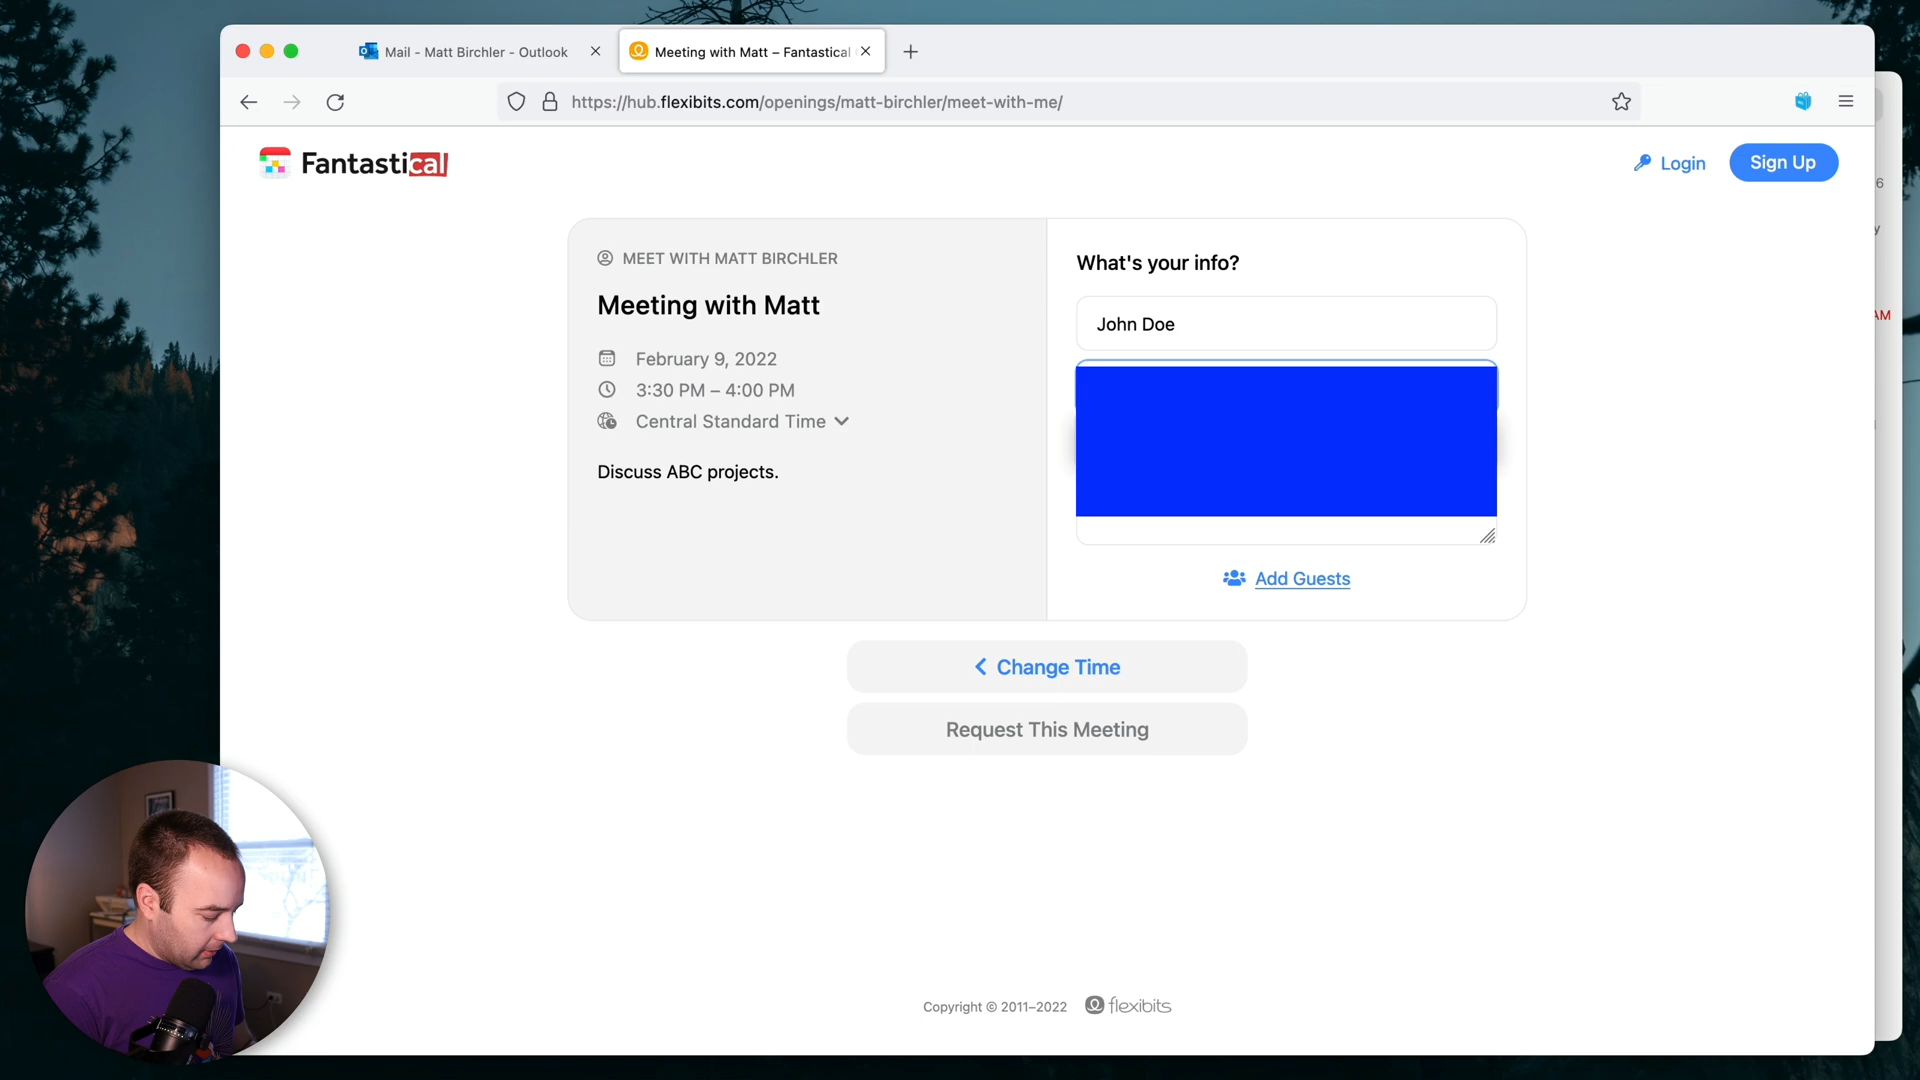 Mail - Matt Birchler - Outlook
Meeting with Matt – Fantastical
https://hub.flexibits.com/openings/matt-birchler/meet-with-me/
Fantastical
Login
Sign Up
6
y
AM
MEET WITH MATT BIRCHLER
Meeting with Matt
February 9, 2022
3:30 PM – 4:00 PM
Central Standard Time
Discuss ABC projects.
What's your info?
John Doe
Add Guests
Change Time
Request This Meeting
Copyright © 2011–2022 flexibits